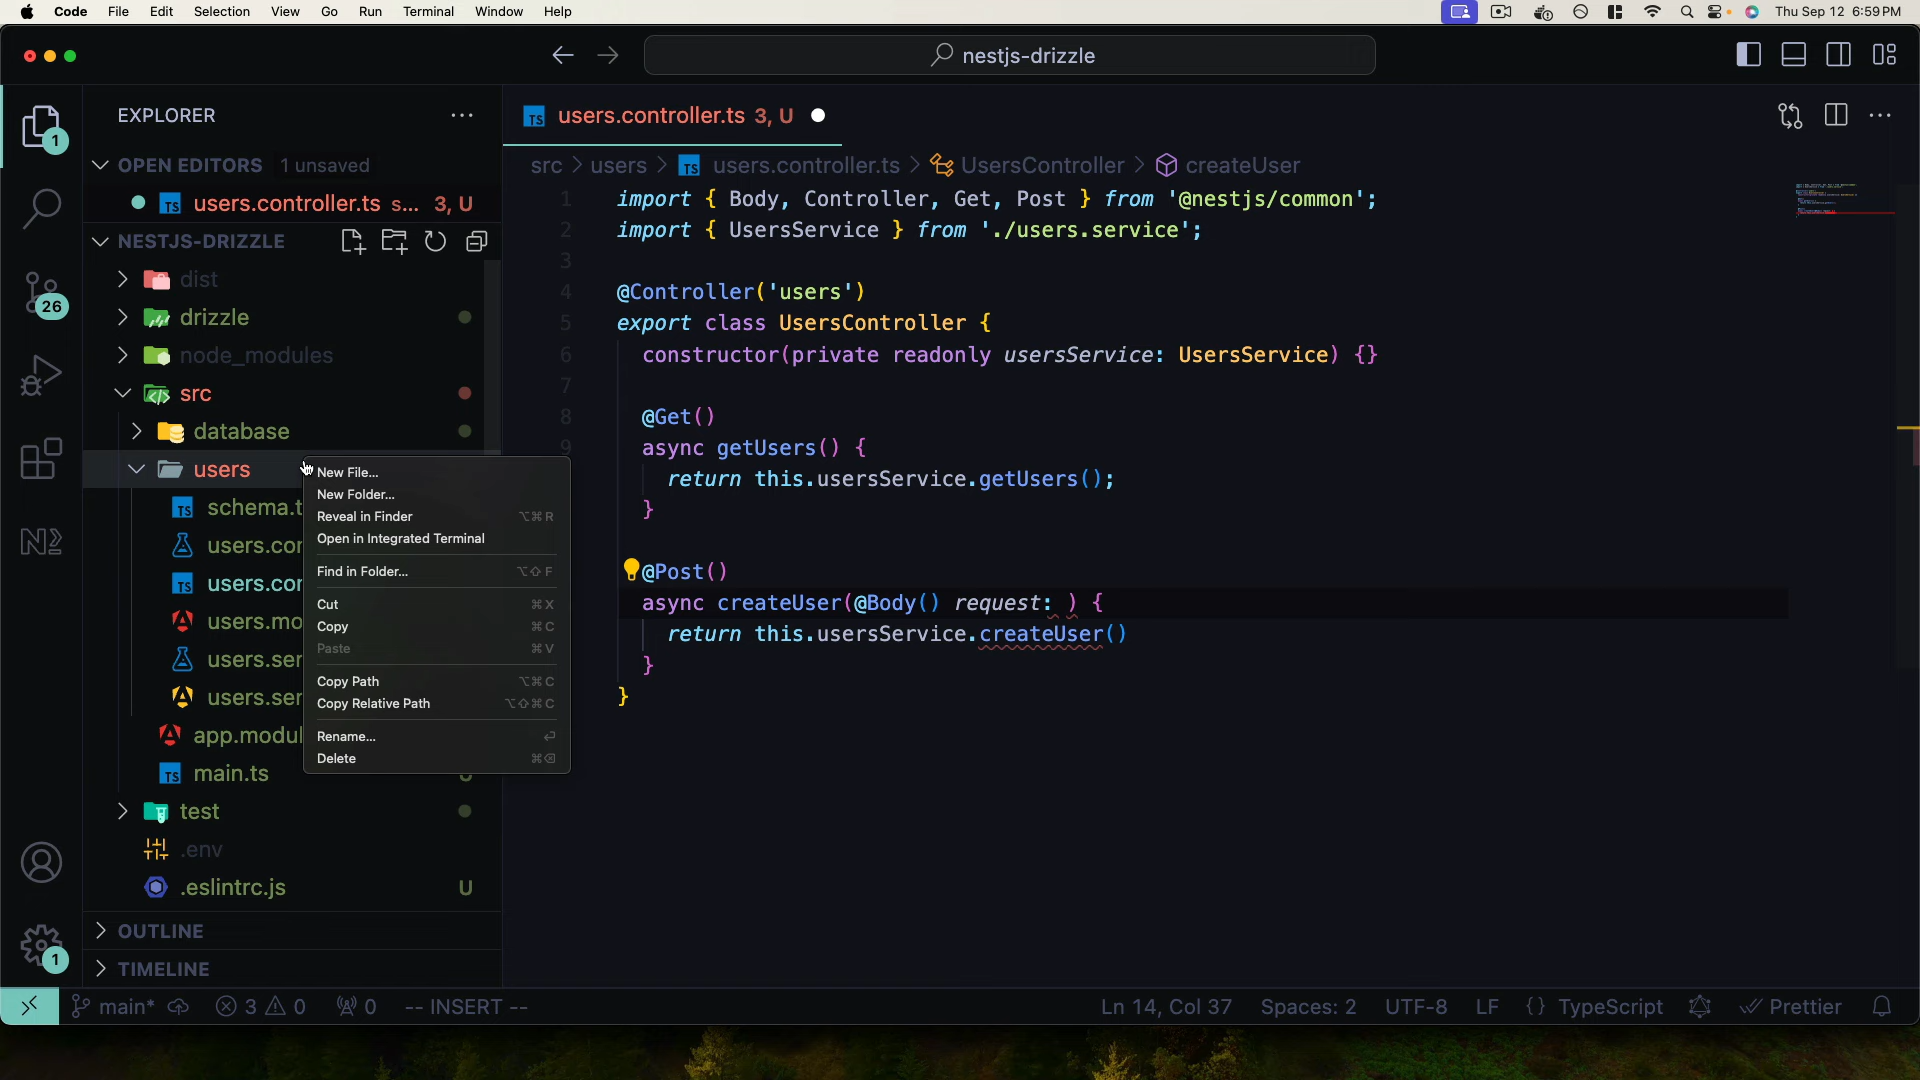 Code File Edit Selection View Go Run Terminal Window Help
Thu Sep 12 6:59 PM
nestjs-drizzle
EXPLORER
OPEN EDITORS 1 unsaved
users.controller.ts s... 3, U
NESTJS-DRIZZLE
dist
drizzle
node_modules
src
database
users
schema.t
users.cor
users.cor
users.mo
users.ser
users.ser
app.modul
main.ts
U
test
.env
.eslintrc.js U
OUTLINE
TIMELINE
1
26
1
New File...
New Folder...
Reveal in Finder ⌥⌘R
Open in Integrated Terminal
Find in Folder... ⌥⇧F
Cut ⌘X
Copy ⌘C
Paste ⌘V
Copy Path ⌥⌘C
Copy Relative Path ⌥⇧⌘C
Rename... ⏎
Delete ⌘⌫
TS users.controller.ts 3, U
src > users > TS users.controller.ts > UsersController > createUser
1 import { Body, Controller, Get, Post } from '@nestjs/common';
2 import { UsersService } from './users.service';
3
4 @Controller('users')
5 export class UsersController {
6 constructor(private readonly usersService: UsersService) {}
7
8 @Get()
9 async getUsers() {
return this.usersService.getUsers();
}
@Post()
async createUser(@Body() request: ) {
return this.usersService.createUser()
}
}
main* 3 0 0 -- INSERT --
Ln 14, Col 37 Spaces: 2 UTF-8 LF {} TypeScript Prettier